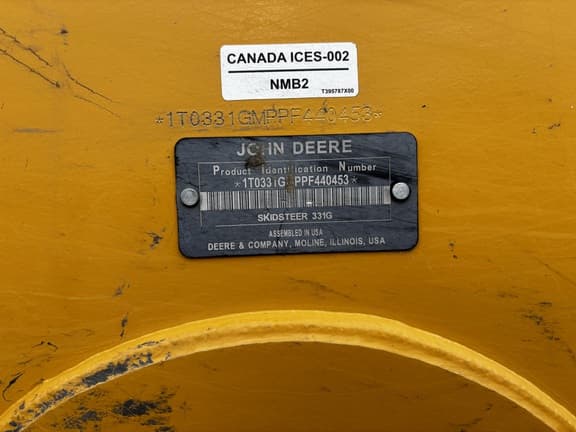 CANADA ICES-002
NMB2
T395787X00
*1T0331GMPPF440453*
JOHN DEERE
Product Identification Number
*1T0331GMPPF440453*
SKIDSTEER 331G
ASSEMBLED IN USA
DEERE & COMPANY, MOLINE, ILLINOIS, USA